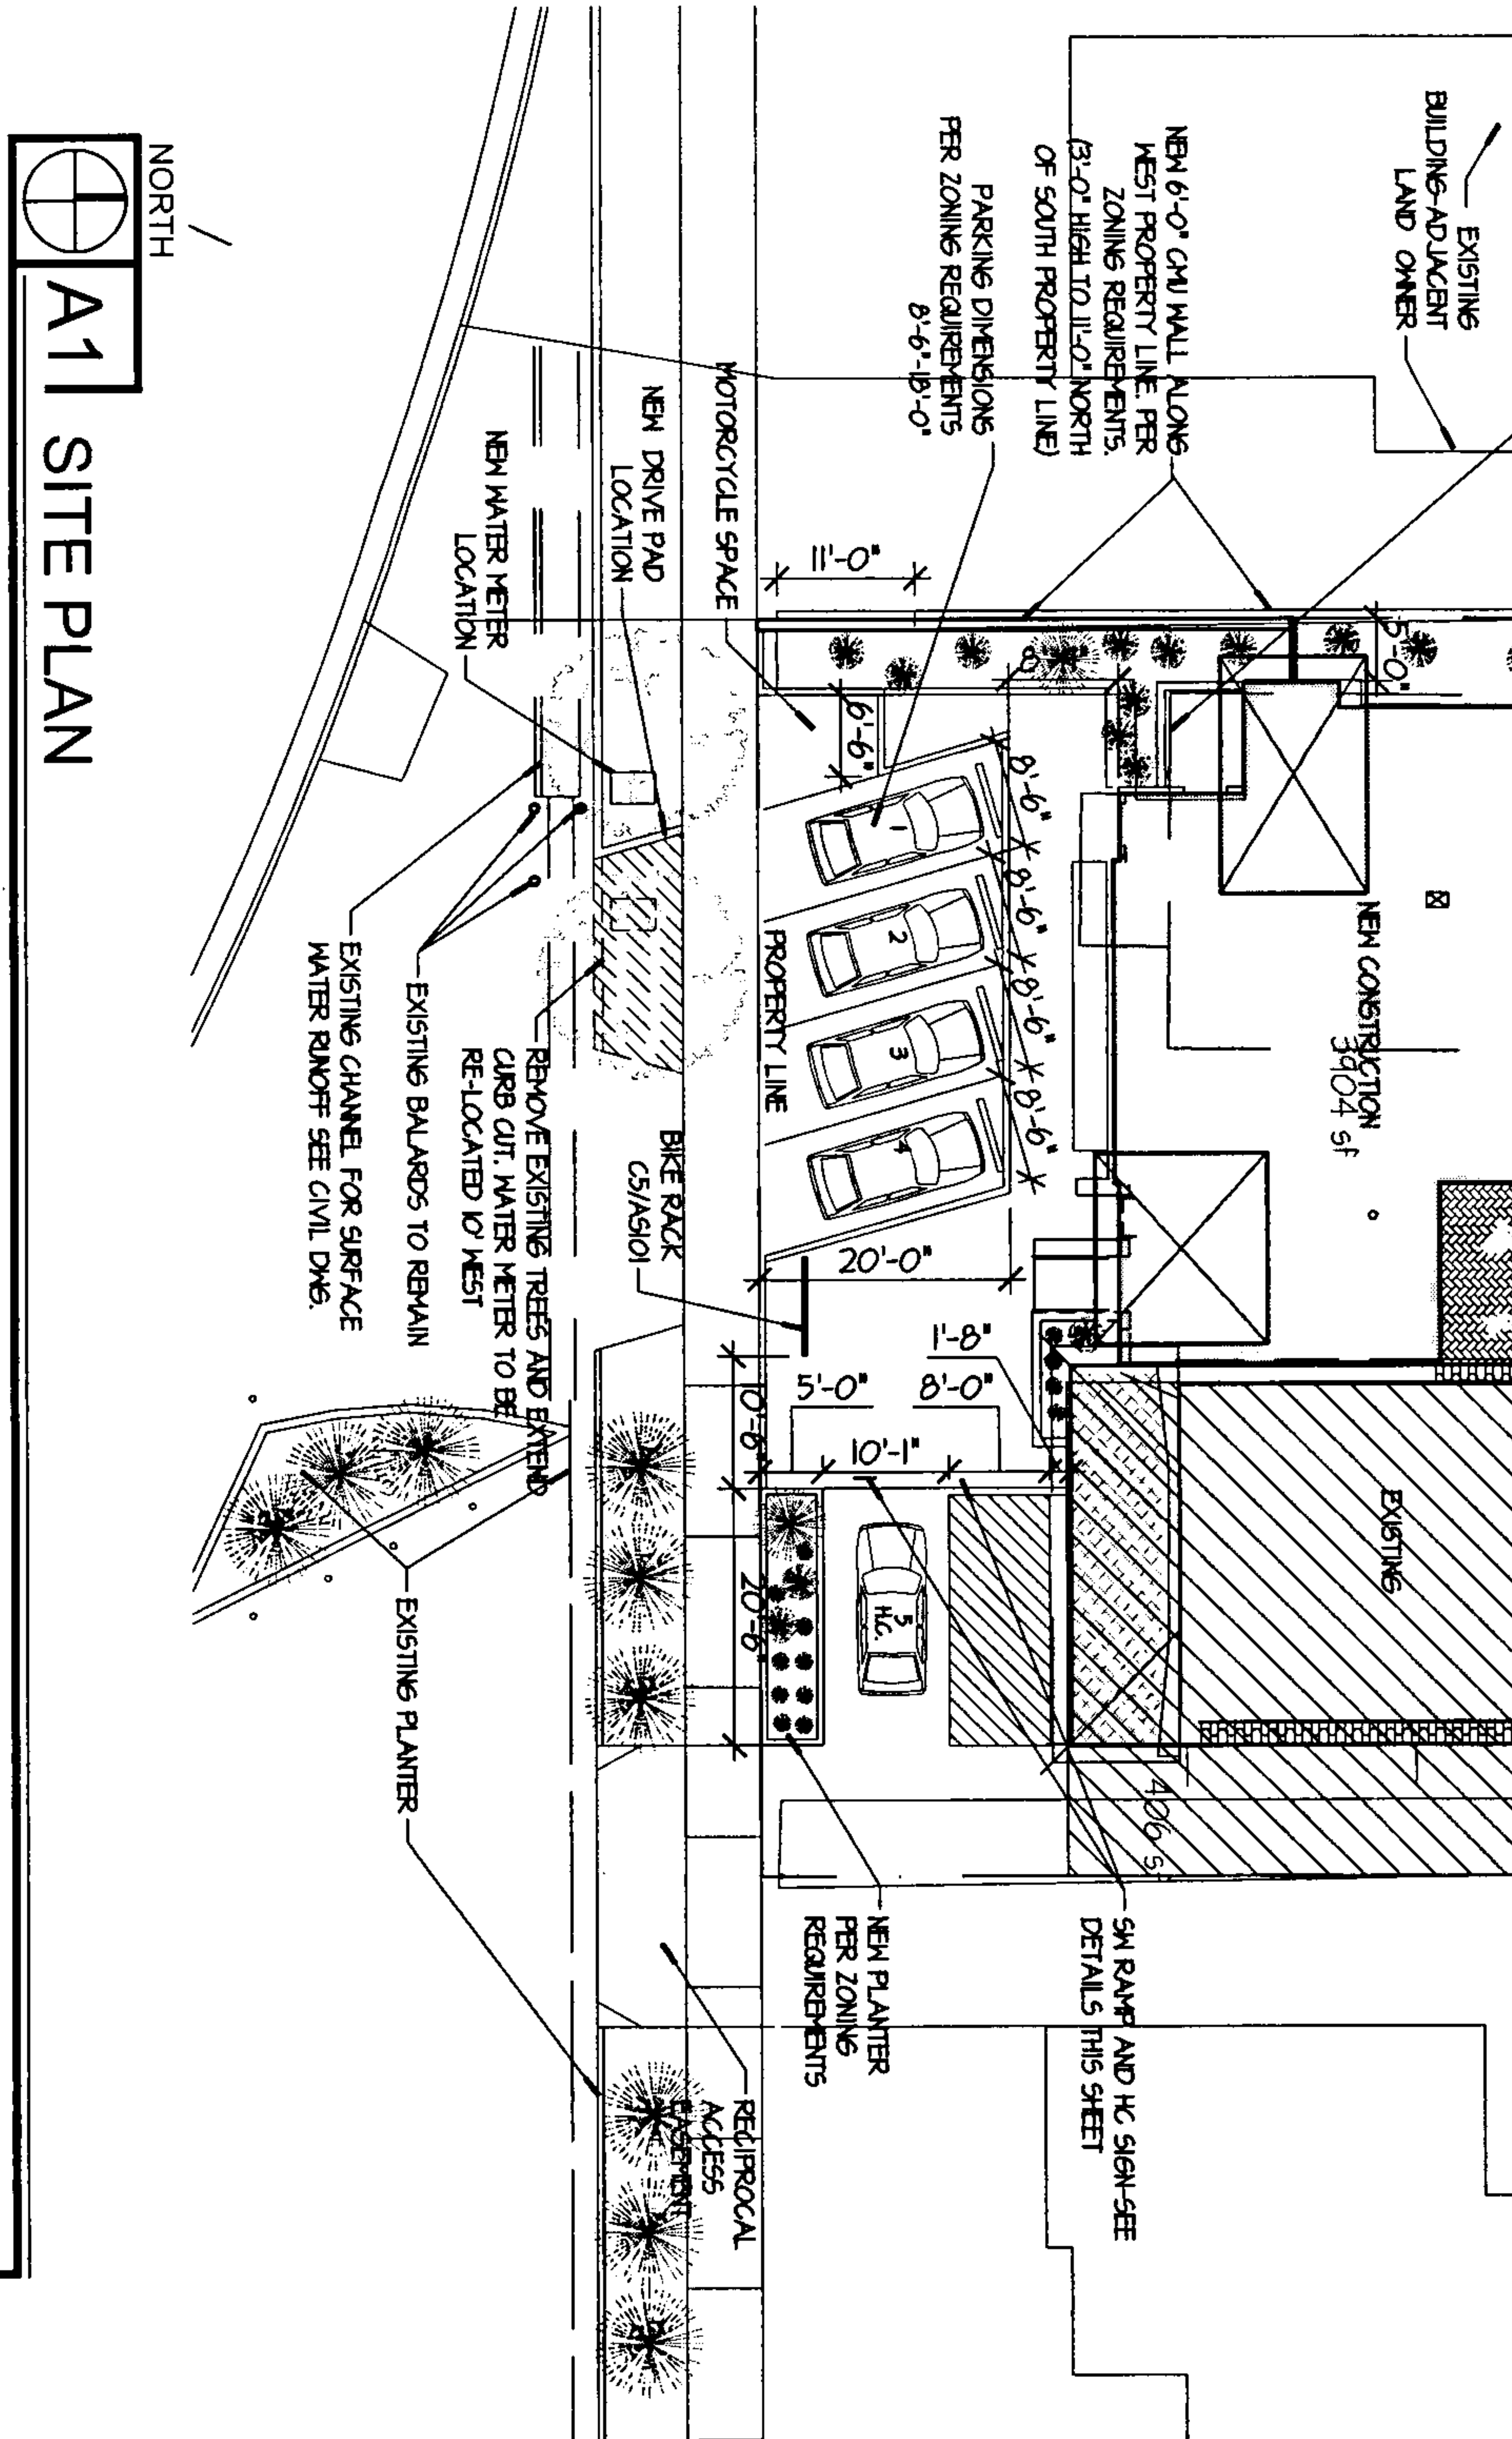 EXISTING
BUILDING-ADJACENT
LAND OWNER
NEW 6'-0" CMU WALL ALONG
WEST PROPERTY LINE. PER
ZONING REQUIREMENTS.
(3'-0" HIGH TO 11'-0" NORTH
OF SOUTH PROPERTY LINE)
PARKING DIMENSIONS
PER ZONING REQUIREMENTS
8'-6"-18'-0"
MOTORCYCLE SPACE
NEW DRIVE PAD
LOCATION
NEW WATER METER
LOCATION
11'-0"
5'-0"
6'-6"
8'-6"
8'-6"
8'-6"
8'-6"
1
2
3
4
NEW CONSTRUCTION
3904 sf
PROPERTY LINE
20'-0"
BIKE RACK
C5/AS101
REMOVE EXISTING TREES AND EXTEND
CURB CUT. WATER METER TO BE
RE-LOCATED 10' WEST
EXISTING BALARDS TO REMAIN
EXISTING CHANNEL FOR SURFACE
WATER RUNOFF SEE CIVIL DWG.
1'-8"
5'-0"
8'-0"
10'-6"
10'-1"
EXISTING
5
H.C.
20'-6"
406 s
EXISTING PLANTER
NEW PLANTER
PER ZONING
REQUIREMENTS
SW RAMP AND HC SIGN-SEE
DETAILS THIS SHEET
RECIPROCAL
ACCESS
EASEMENT
NORTH
A1
SITE PLAN